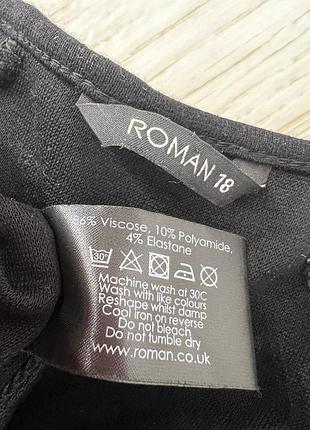 ROMAN 18
86% Viscose, 10% Polyamide,
4% Elastane
30°
Machine wash at 30C
Wash with like colours
Reshape whilst damp
Cool iron on reverse
Do not bleach
Do not tumble dry
www.roman.co.uk